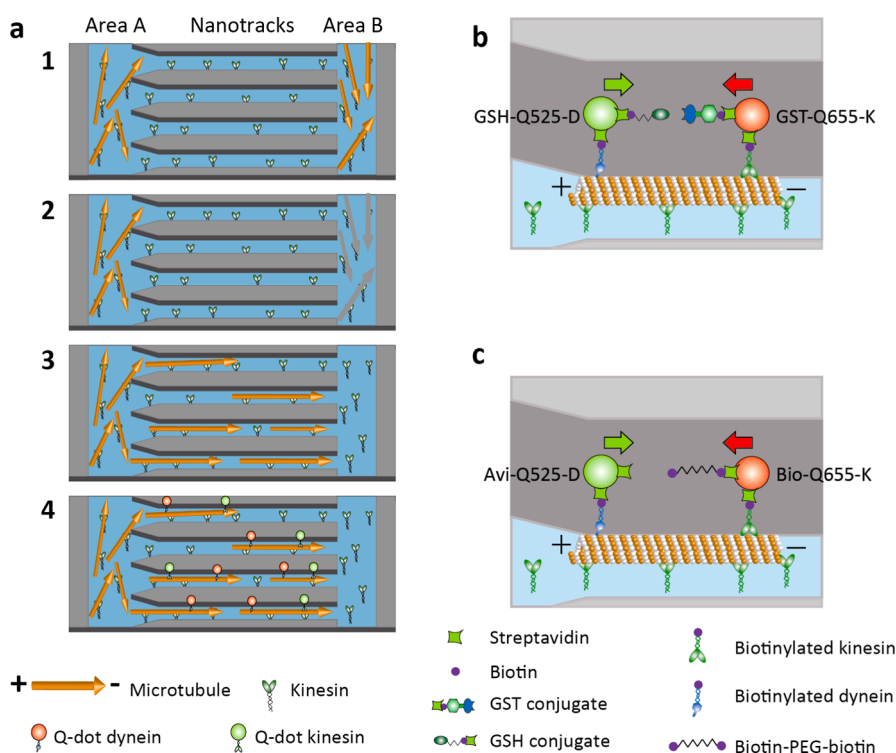 a
Area A Nanotracks Area B
1
2
3
4
+ - Microtubule
Kinesin
Q-dot dynein
Q-dot kinesin
b
GSH-Q525-D
GST-Q655-K
+ −
c
Avi-Q525-D
Bio-Q655-K
+ −
Streptavidin
Biotin
GST conjugate
GSH conjugate
Biotinylated kinesin
Biotinylated dynein
Biotin-PEG-biotin